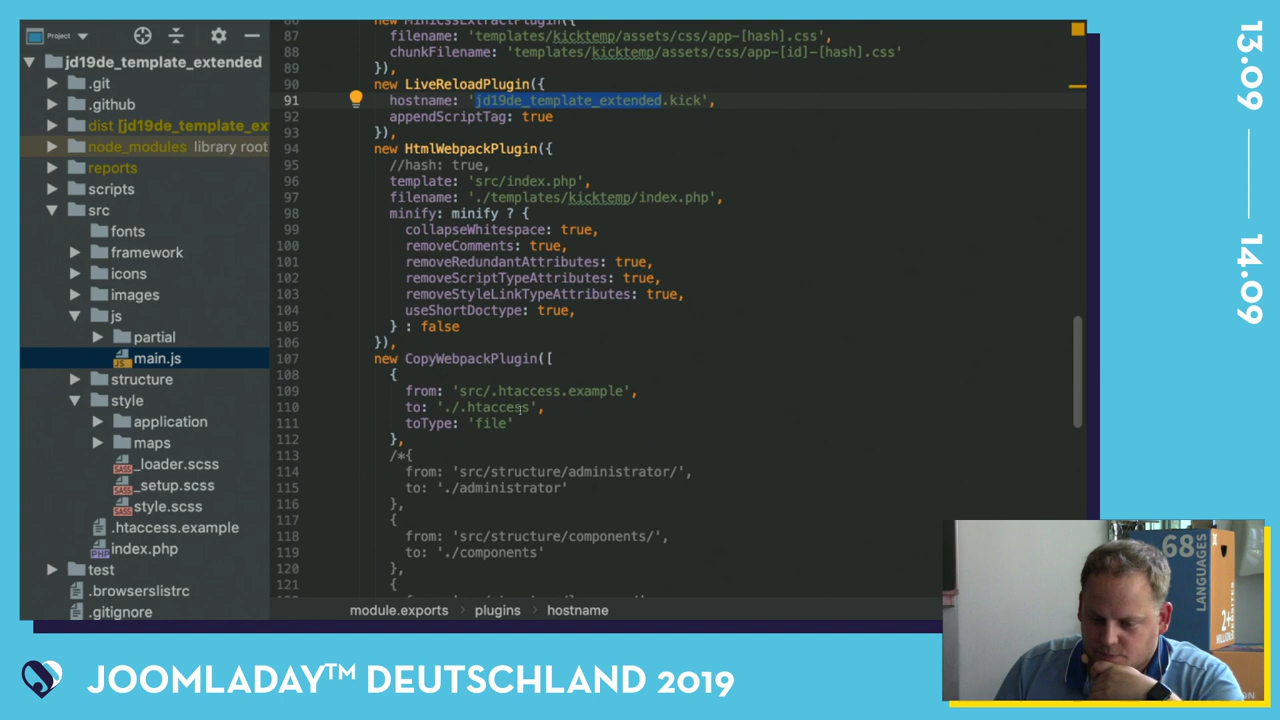 Project
jd19de_template_extended
.git
.github
dist [jd19de_template_ex
node_modules library root
reports
scripts
src
fonts
framework
icons
images
js
partial
main.js
structure
style
application
maps
_loader.scss
_setup.scss
style.scss
.htaccess.example
index.php
test
.browserslistrc
.gitignore
86 new MiniCssExtractPlugin({
87 filename: 'templates/kicktemp/assets/css/app-[hash].css',
88 chunkFilename: 'templates/kicktemp/assets/css/app-[id]-[hash].css'
89 }),
90 new LiveReloadPlugin({
91 hostname: 'jd19de_template_extended.kick',
92 appendScriptTag: true
93 }),
94 new HtmlWebpackPlugin({
95 //hash: true,
96 template: 'src/index.php',
97 filename: './templates/kicktemp/index.php',
98 minify: minify ? {
99 collapseWhitespace: true,
100 removeComments: true,
101 removeRedundantAttributes: true,
102 removeScriptTypeAttributes: true,
103 removeStyleLinkTypeAttributes: true,
104 useShortDoctype: true,
105 } : false
106 }),
107 new CopyWebpackPlugin([
108 {
109 from: 'src/.htaccess.example',
110 to: './.htaccess',
111 toType: 'file'
112 },
113 /*{
114 from: 'src/structure/administrator/',
115 to: './administrator'
116 },
117 {
118 from: 'src/structure/components/',
119 to: './components'
120 },
121 {
module.exports > plugins > hostname
13.09
14.09
68
LANGUAGES
2+
JOOMLADAY™ DEUTSCHLAND 2019